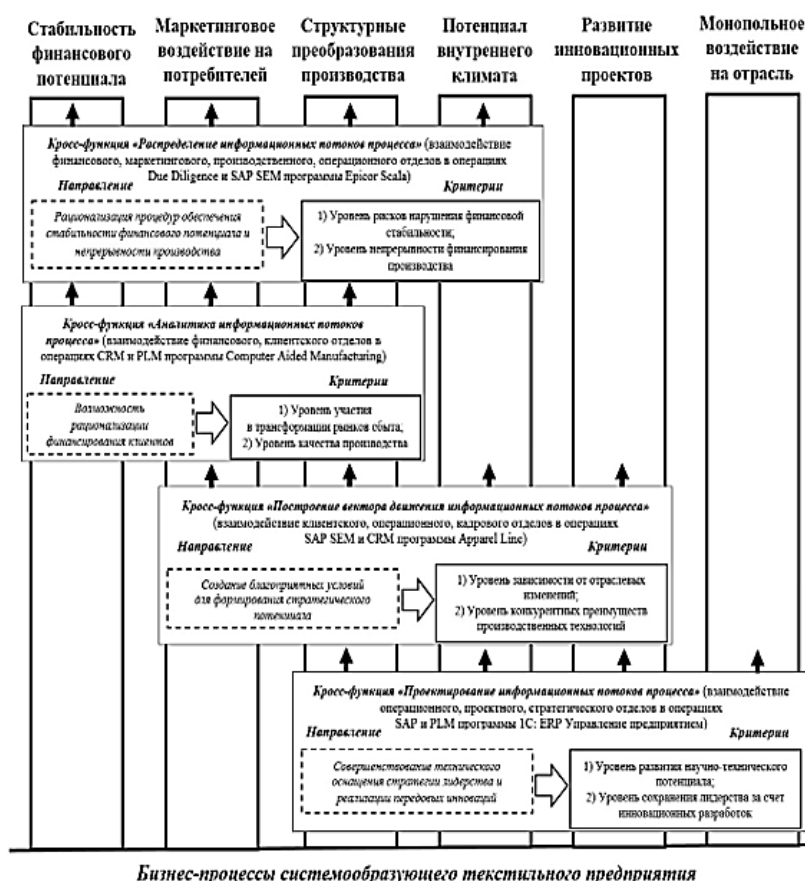 Стабильность
финансового
потенциала
Маркетинговое
воздействие на
потребителей
Структурные
преобразования
производства
Потенциал
внутреннего
климата
Развитие
инновационных
проектов
Монопольное
воздействие
на отрасль
Кросс-функция «Распределение информационных потоков процесса» (взаимодействие
финансового, маркетингового, производственного, операционного отделов в операциях
Due Diligence и SAP SEM программы Epicor Scala)
Направление
Критерии
Рационализация процедур обеспечения
стабильности финансового потенциала и
непрерывности производства
1) Уровень рисков нарушения финансовой
стабильности;
2) Уровень непрерывности финансирования
производства
Кросс-функция «Аналитика информационных потоков
процесса» (взаимодействие финансового, клиентского отделов в
операциях CRM и PLM программы Computer Aided Manufacturing)
Направление
Критерии
Возможность
рационализации
финансирования клиентов
1) Уровень участия
в трансформации рынков сбыта;
2) Уровень качества производства
Кросс-функция «Построение вектора движения информационных потоков процесса»
(взаимодействие клиентского, операционного, кадрового отделов в операциях
SAP SEM и CRM программы Apparel Line)
Направление
Критерии
Создание благоприятных условий
для формирования стратегического
потенциала
1) Уровень зависимости от отраслевых
изменений;
2) Уровень конкурентных преимуществ
производственных технологий
Кросс-функция «Проектирование информационных потоков процесса» (взаимодействие
операционного, проектного, стратегического отделов в операциях
SAP и PLM программы 1С: ERP Управление предприятием)
Направление
Критерии
Совершенствование технического
оснащения стратегии лидерства и
реализации передовых инноваций
1) Уровень развития научно-технического
потенциала;
2) Уровень сохранения лидерства за счет
инновационных разработок
Бизнес-процессы системообразующего текстильного предприятия